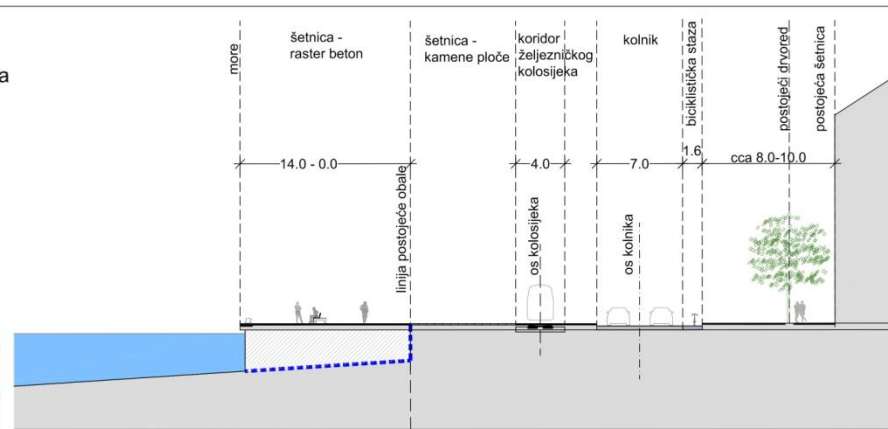 a
more
šetnica -
raster beton
šetnica -
kamene ploče
koridor
željezničkog
kolosijeka
kolnik
biciklistička staza
postojeći drvored
postojeća šetnica
14.0 - 0.0
4.0
7.0
1.6
cca 8.0-10.0
linija postojeće obale
os kolosijeka
os kolnika